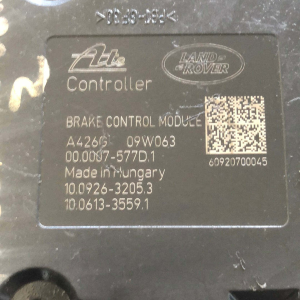 Ate
LAND-
ROVER
Controller
BRAKE CONTROL MODULE
A426G 09W063
00.0007-577D.1
60920700045
Made in Hungary
10.0926-3205.3
10.0613-3559.1